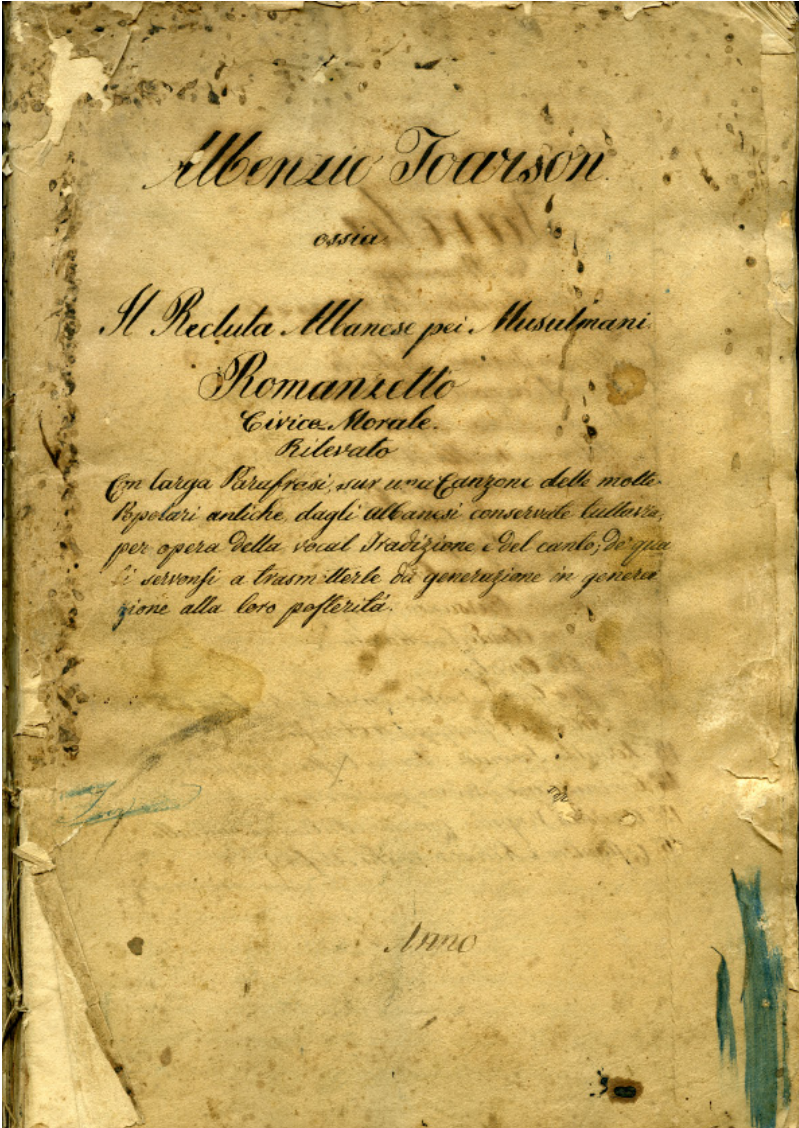 Albenzio Toarson
ossia
Il Recluta Albanese pei Musulmani
Romanzetto
Civico Morale.
Rilevato
Con larga Parafrasi, sur una Canzone delle molte
Popolari antiche, dagli Albanesi conservate tuttavia,
per opera della vocal Tradizione e del canto; de' qua
li servonsi a trasmetterle da generazione in genera
zione alla loro posterità.
Anno